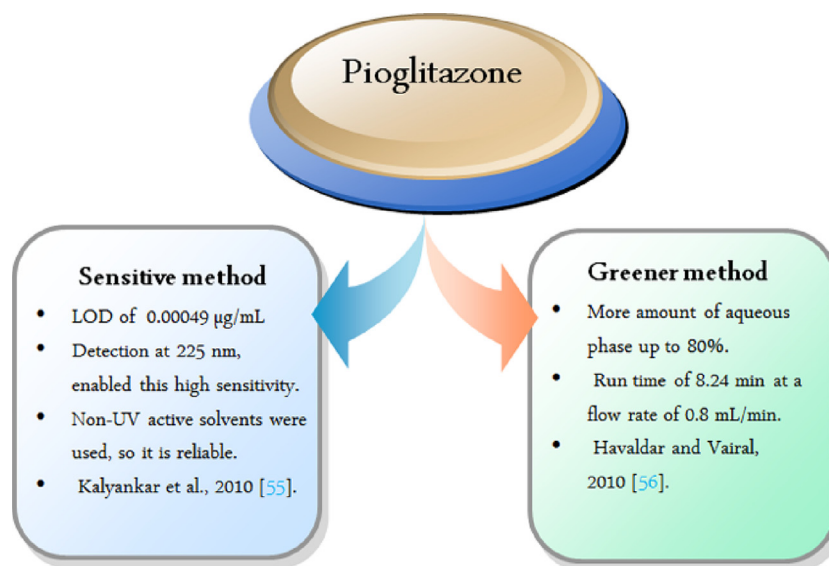 Pioglitazone
Sensitive method
• LOD of 0.00049 µg/mL
• Detection at 225 nm,
enabled this high sensitivity.
• Non-UV active solvents were
used, so it is reliable.
• Kalyankar et al., 2010 [55].
Greener method
• More amount of aqueous
phase up to 80%.
• Run time of 8.24 min at a
flow rate of 0.8 mL/min.
• Havaldar and Vairal,
2010 [56].